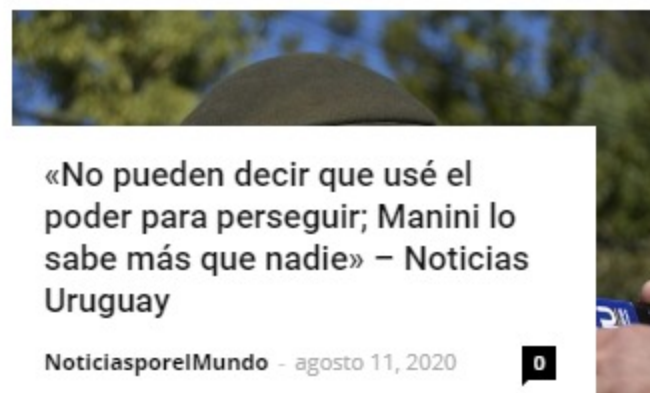 «No pueden decir que usé el
poder para perseguir; Manini lo
sabe más que nadie» – Noticias
Uruguay
NoticiasporelMundo - agosto 11, 2020
0